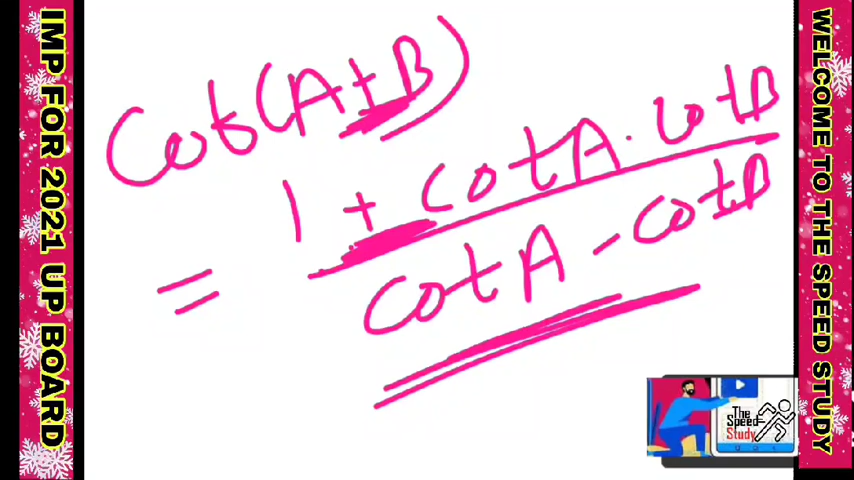 IMP FOR 2021 UP BOARD
Cot(A+B)
= 1 + CotA . CotB
CotA - CotB
WELCOME TO THE SPEED STUDY
The
Speed
Study